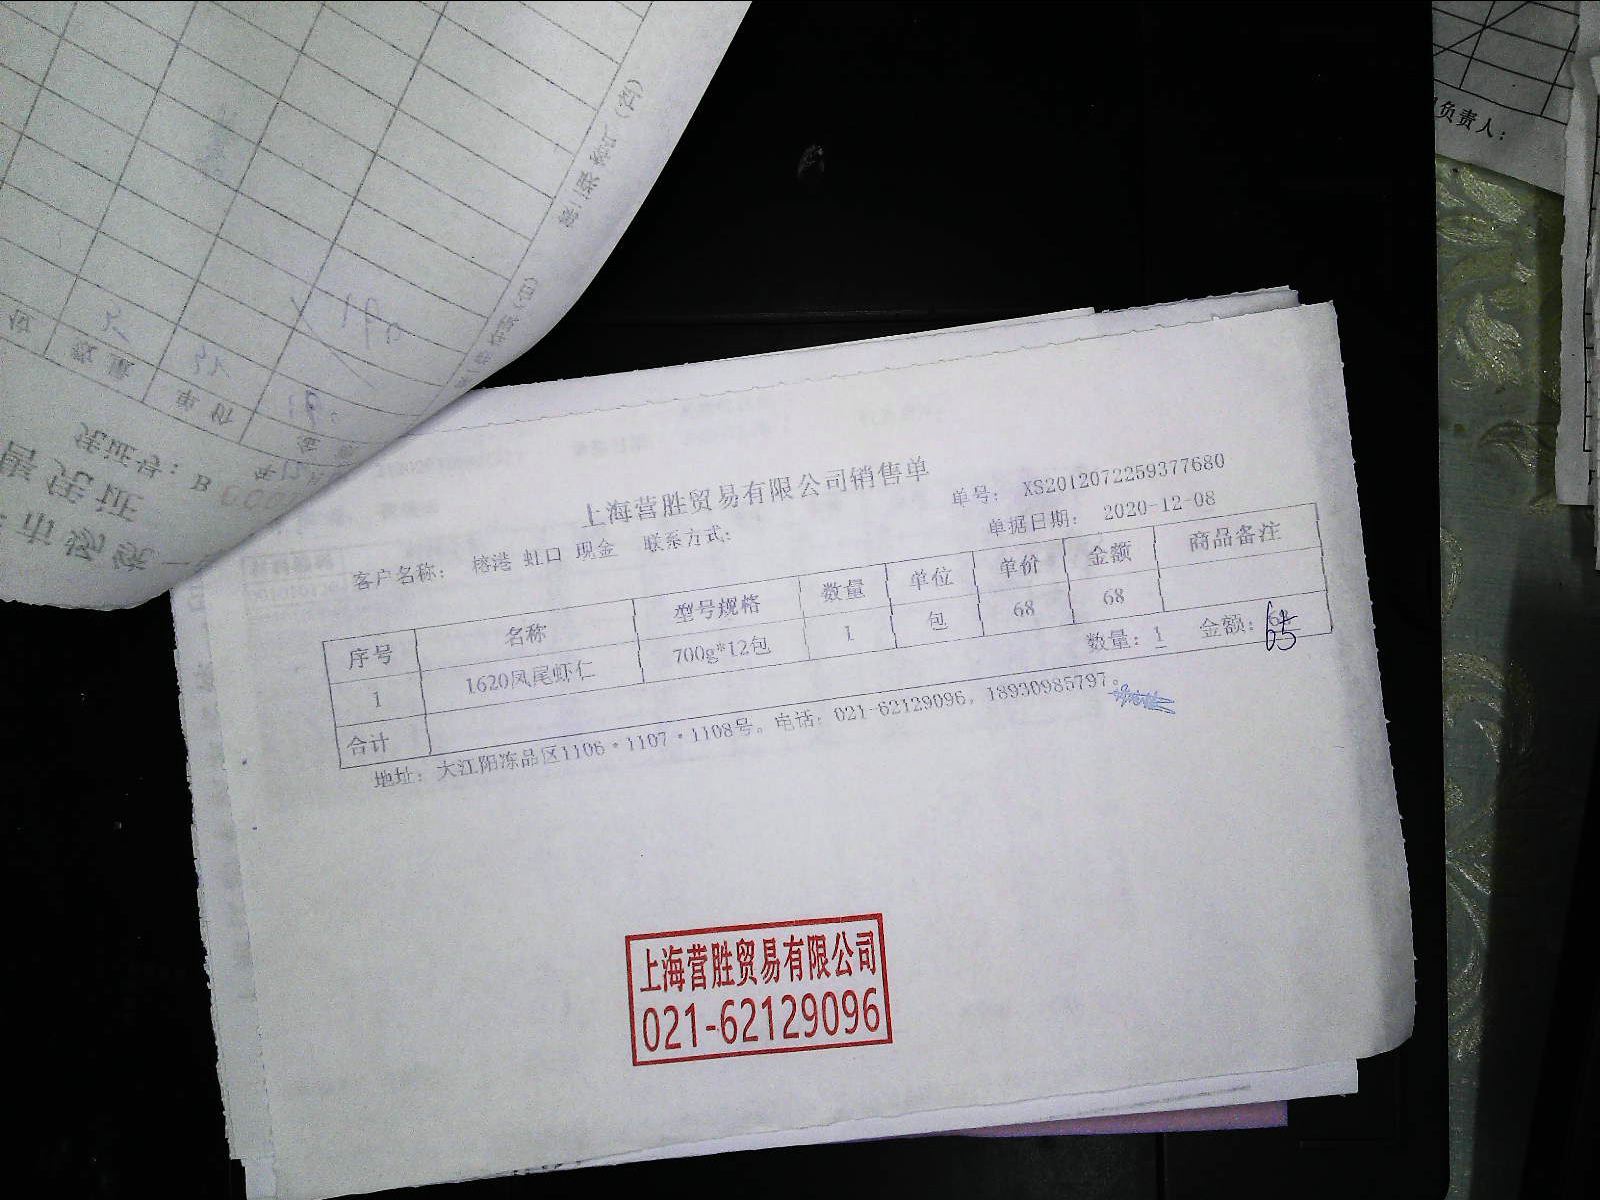 上海营胜贸易有限公司销售单
单号： XS2012072259377680
客户名称： 榕港 虹口 现金 联系方式：
单据日期： 2020-12-08
序号 名称 型号规格 数量 单位 单价 金额 商品备注
1 1620凤尾虾仁 700g*12包 1 包 68 68
合计 数量：1 金额： 65
地址：大江阳冻品区1106·1107·1108号。电话：021-62129096，18930985797。
上海营胜贸易有限公司
021-62129096
负责人：
凭证号：B